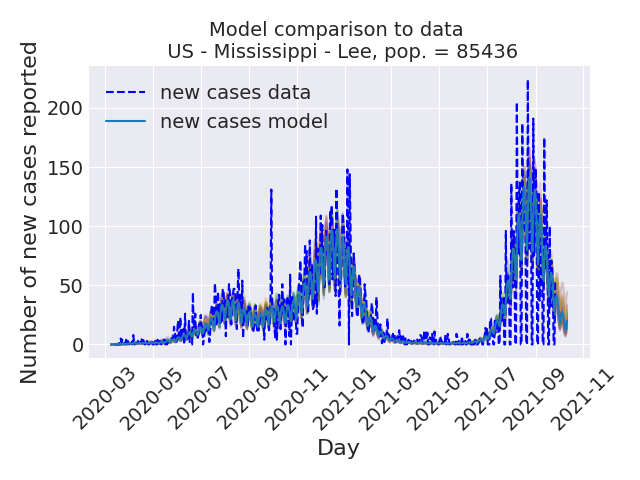 Model comparison to data
US - Mississippi - Lee, pop. = 85436
new cases data
new cases model
Number of new cases reported
200
150
100
50
0
2020-03
2020-05
2020-07
2020-09
2020-11
2021-01
2021-03
2021-05
2021-07
2021-09
2021-11
Day